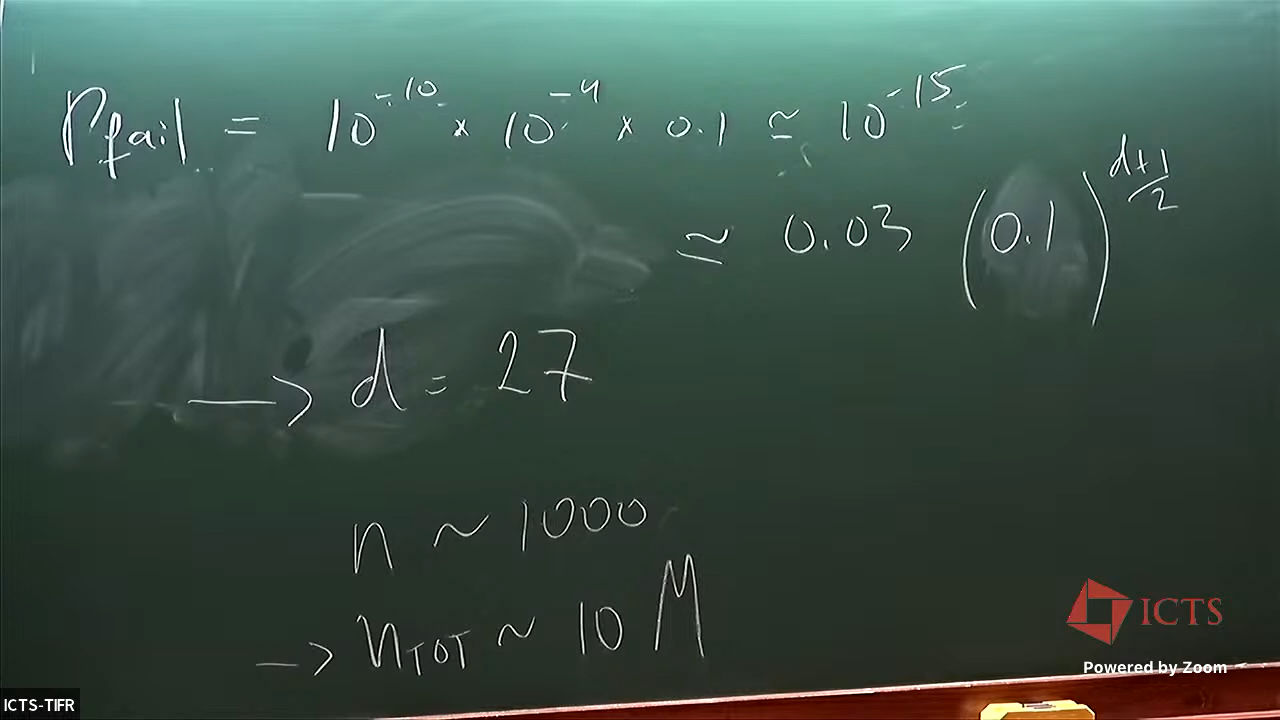 Pfail = 10^-10 x 10^-4 x 0.1 ≃ 10^-15
≃ 0.03 (0.1)^(d+1)/2
→ d = 27
n ~ 1000
→ nTOT ~ 10 M
ICTS
Powered by Zoom
ICTS-TIFR